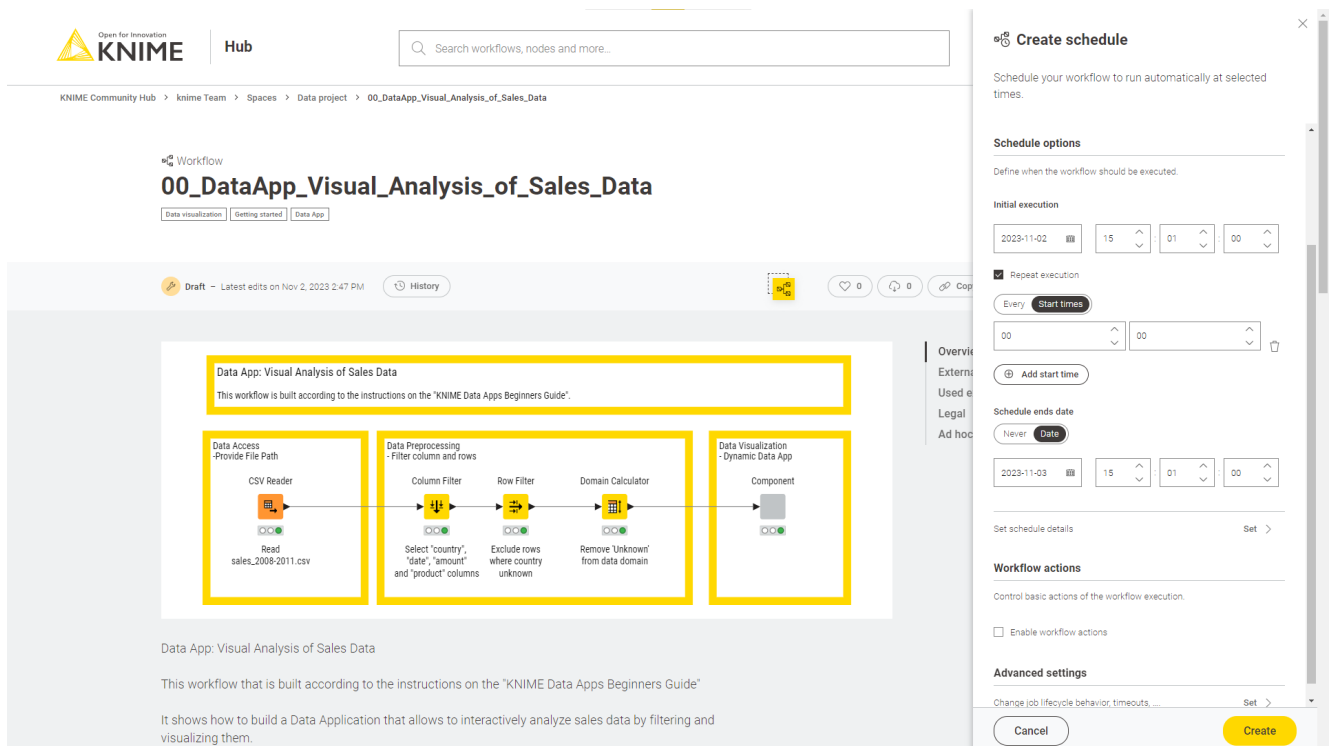 Open for Innovation
KNIME
Hub
Search workflows, nodes and more...
KNIME Community Hub > knime Team > Spaces > Data project > 00_DataApp_Visual_Analysis_of_Sales_Data
Workflow
00_DataApp_Visual_Analysis_of_Sales_Data
Data visualization
Getting started
Data App
Draft – Latest edits on Nov 2, 2023 2:47 PM
History
0
0
Cop
Data App: Visual Analysis of Sales Data
This workflow is built according to the instructions on the "KNIME Data Apps Beginners Guide".
Data Access
-Provide File Path
CSV Reader
Read
sales_2008-2011.csv
Data Preprocessing
- Filter column and rows
Column Filter
Select "country",
"date", "amount"
and "product" columns
Row Filter
Exclude rows
where country
unknown
Domain Calculator
Remove 'Unknown'
from data domain
Data Visualization
- Dynamic Data App
Component
Overvie
Externa
Used e
Legal
Ad hoc
Data App: Visual Analysis of Sales Data
This workflow that is built according to the instructions on the "KNIME Data Apps Beginners Guide"
It shows how to build a Data Application that allows to interactively analyze sales data by filtering and
visualizing them.
Create schedule
Schedule your workflow to run automatically at selected
times.
Schedule options
Define when the workflow should be executed.
Initial execution
2023-11-02 15 : 01 : 00
Repeat execution
Every Start times
00 00
Add start time
Schedule ends date
Never Date
2023-11-03 15 : 01 : 00
Set schedule details Set >
Workflow actions
Control basic actions of the workflow execution.
Enable workflow actions
Advanced settings
Change job lifecycle behavior, timeouts, .... Set >
Cancel
Create